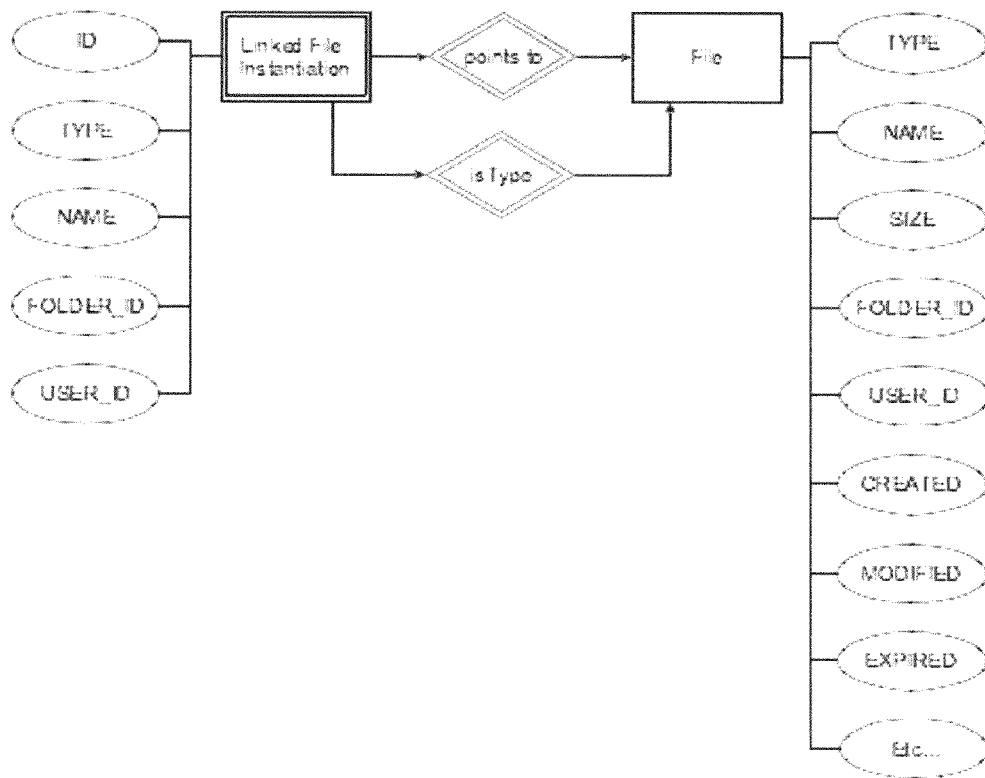 ID
TYPE
NAME
FOLDER_ID
USER_ID
Linked File
Instantiation
points to
is Type
File
TYPE
NAME
SIZE
FOLDER_ID
USER_ID
CREATED
MODIFIED
EXPIRED
Etc...